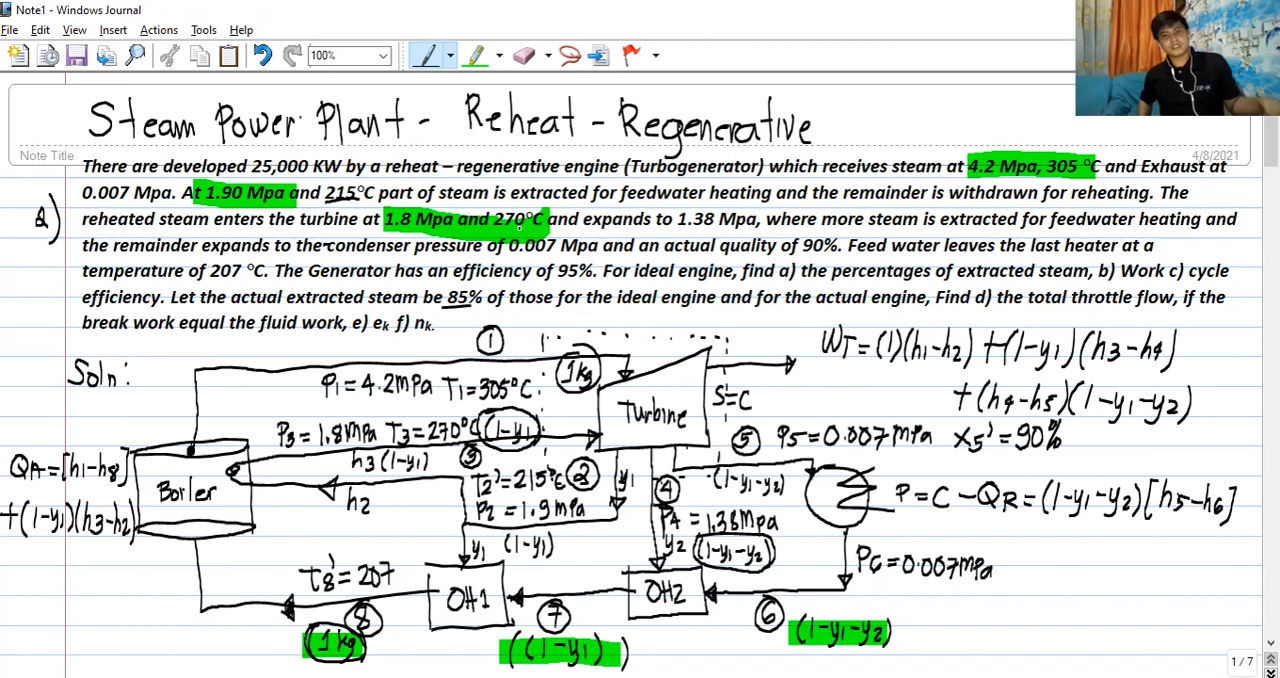 Note1 - Windows Journal
File Edit View Insert Actions Tools Help
100%
Steam Power Plant - Reheat - Regenerative
Note Title
4/8/2021
2)
There are developed 25,000 KW by a reheat – regenerative engine (Turbogenerator) which receives steam at 4.2 Mpa, 305 °C and Exhaust at
0.007 Mpa. At 1.90 Mpa and 215°C part of steam is extracted for feedwater heating and the remainder is withdrawn for reheating. The
reheated steam enters the turbine at 1.8 Mpa and 270°C and expands to 1.38 Mpa, where more steam is extracted for feedwater heating and
the remainder expands to the condenser pressure of 0.007 Mpa and an actual quality of 90%. Feed water leaves the last heater at a
temperature of 207 °C. The Generator has an efficiency of 95%. For ideal engine, find a) the percentages of extracted steam, b) Work c) cycle
efficiency. Let the actual extracted steam be 85% of those for the ideal engine and for the actual engine, Find d) the total throttle flow, if the
break work equal the fluid work, e) ek f) nk.
Soln:
1
1kg
P1=4.2mPa T1=305°C
Turbine
S=C
WT=(1)(h1-h2)+(1-y1)(h3-h4)
+(h4-h5)(1-y1-y2)
P3=1.8MPa T3=270°C (1-y1)
3
5
P5=0.007mPa x5'=90%
QA=[h1-h8]
+(1-y1)(h3-h2)
Boiler
h3(1-y1)
h2
T2'=215°C 2
P2=1.9mPa
y1
4
(1-y1-y2)
P=C -QR=(1-y1-y2)[h5-h6]
P4=1.38MPa
y1 (1-y1)
y2 (1-y1-y2)
P6=0.007mPa
T8'=207
OH1
OH2
8
7
6
(1kg)
((1-y1))
(1-y1-y2)
1 / 7